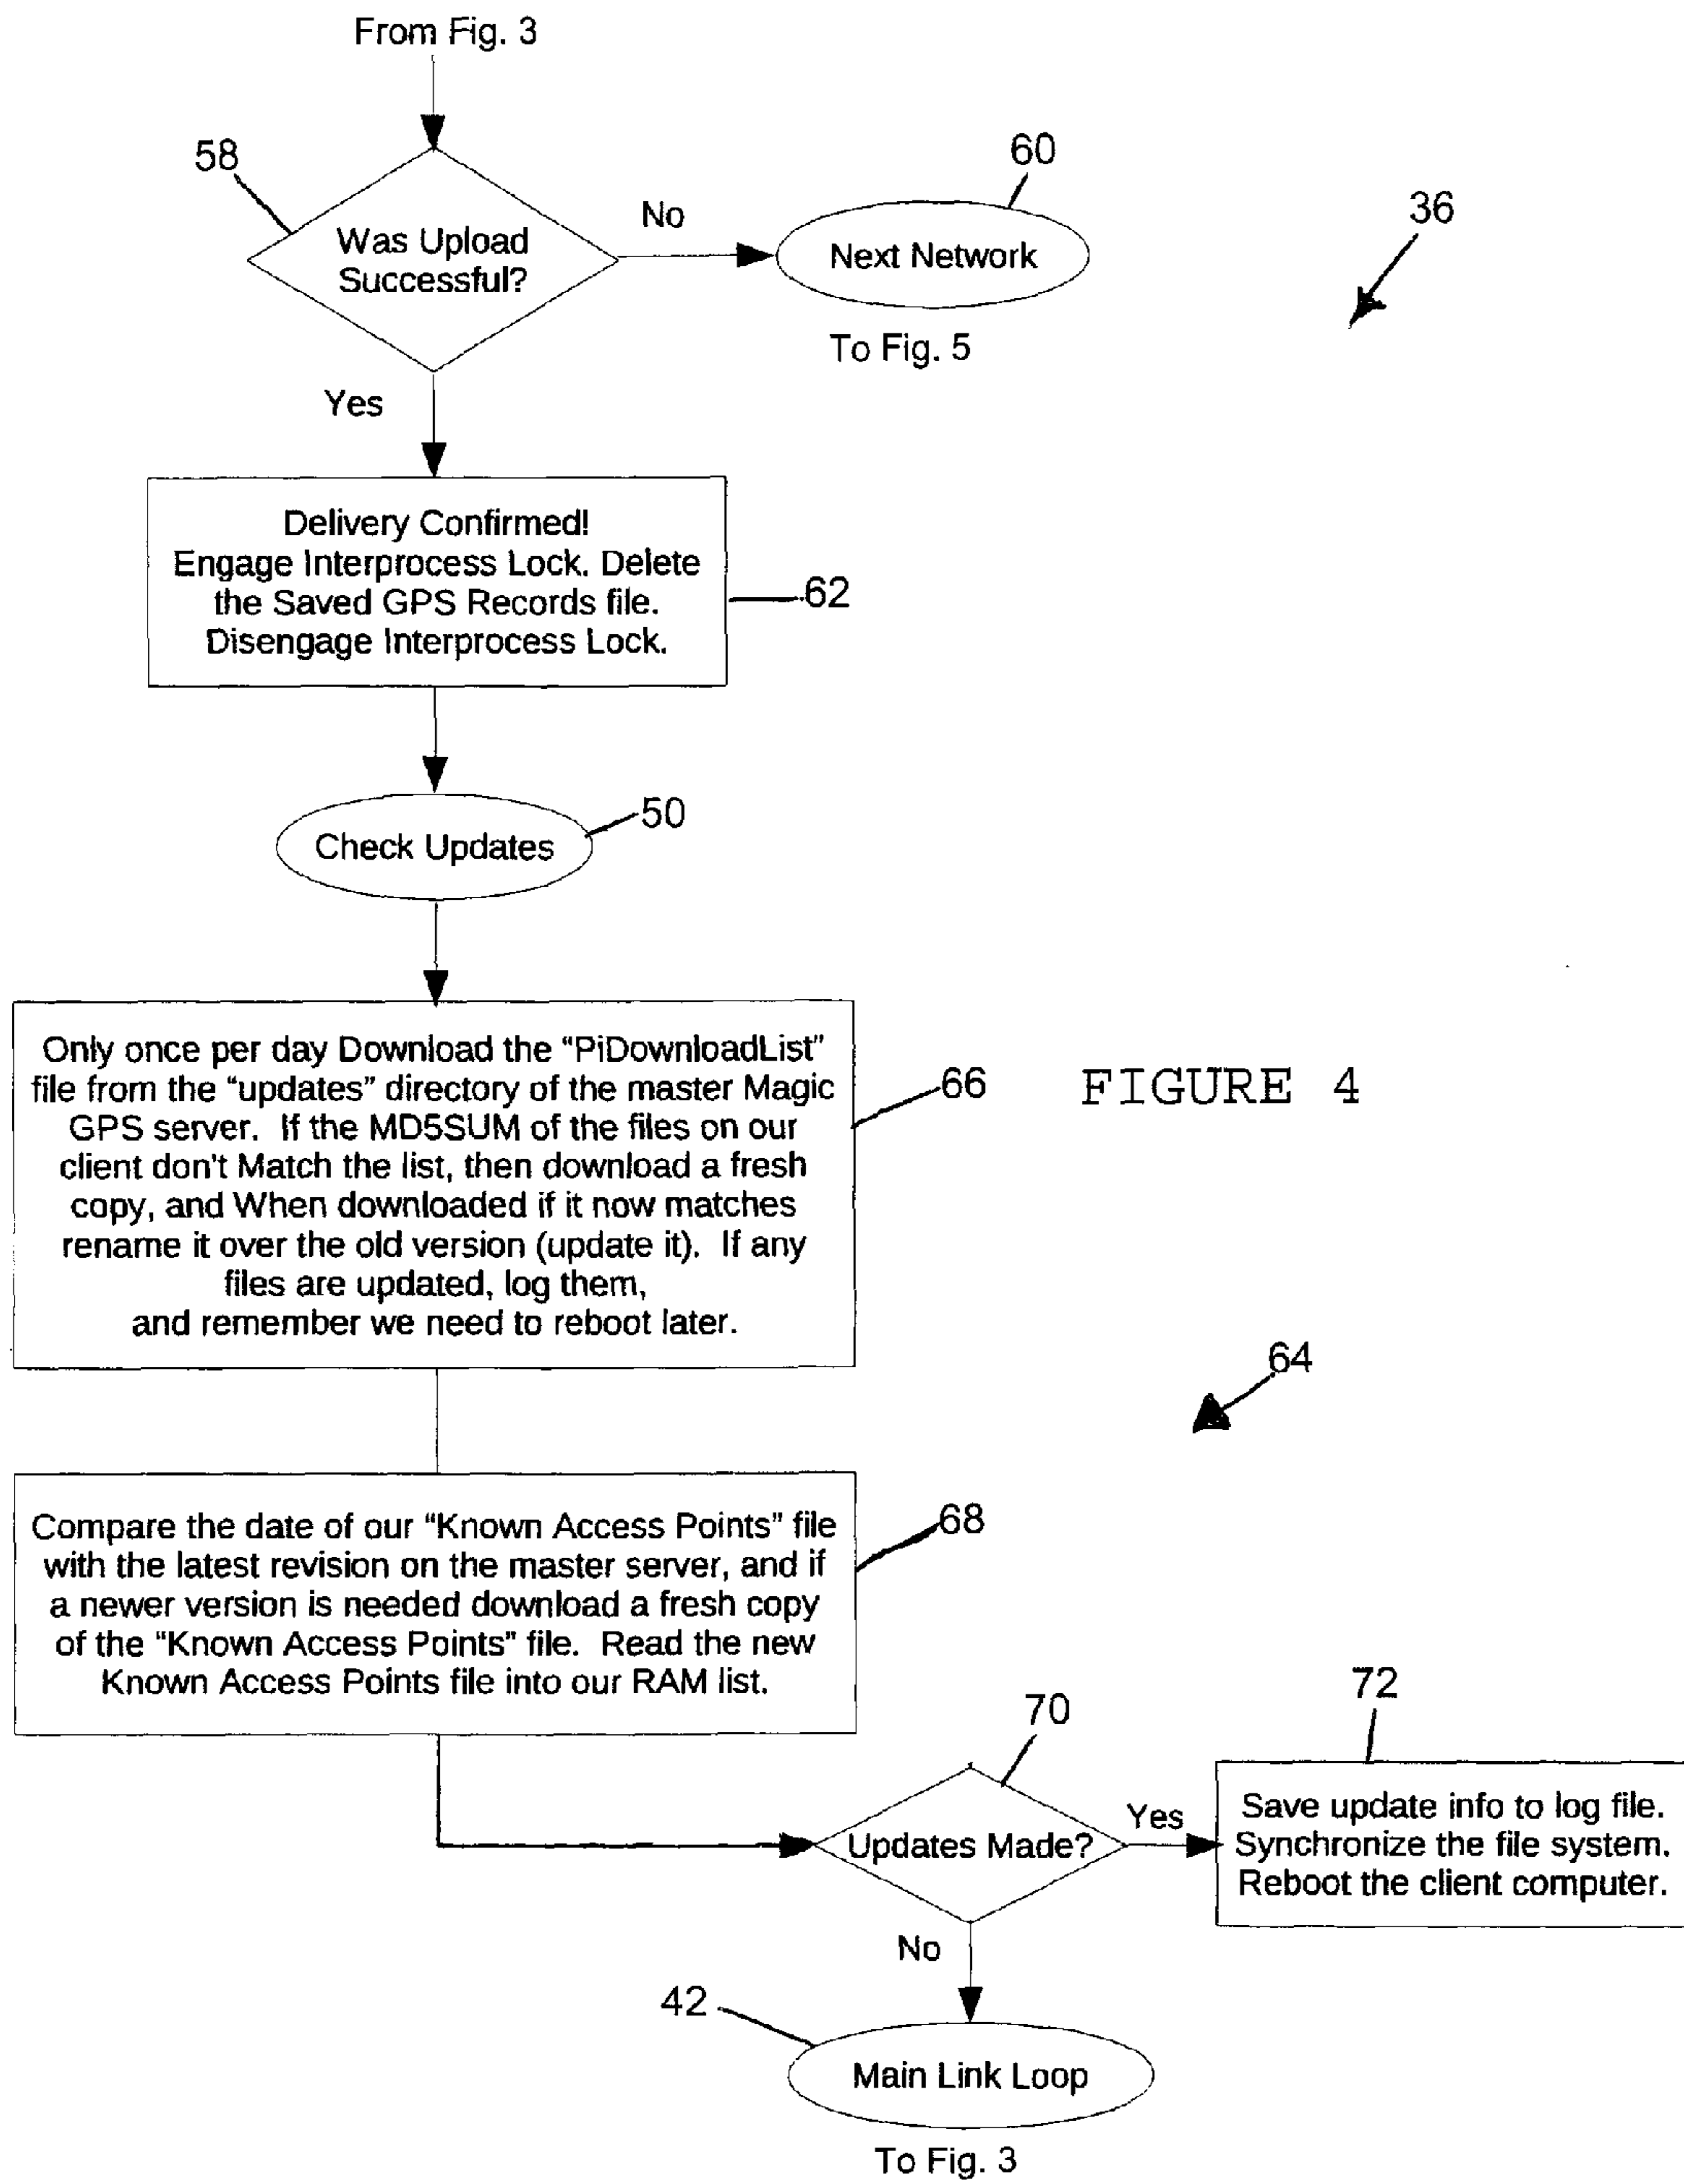 From Fig. 3
58
Was Upload
Successful?
No
60
Next Network
To Fig. 5
36
Yes
Delivery Confirmed!
Engage Interprocess Lock. Delete
the Saved GPS Records file.
Disengage Interprocess Lock.
62
Check Updates
50
Only once per day Download the “PiDownloadList”
file from the “updates” directory of the master Magic
GPS server. If the MD5SUM of the files on our
client don't Match the list, then download a fresh
copy, and When downloaded if it now matches
rename it over the old version (update it). If any
files are updated, log them,
and remember we need to reboot later.
66
FIGURE 4
64
Compare the date of our “Known Access Points” file
with the latest revision on the master server, and if
a newer version is needed download a fresh copy
of the “Known Access Points” file. Read the new
Known Access Points file into our RAM list.
68
70
Updates Made?
Yes
72
Save update info to log file.
Synchronize the file system.
Reboot the client computer.
No
42
Main Link Loop
To Fig. 3